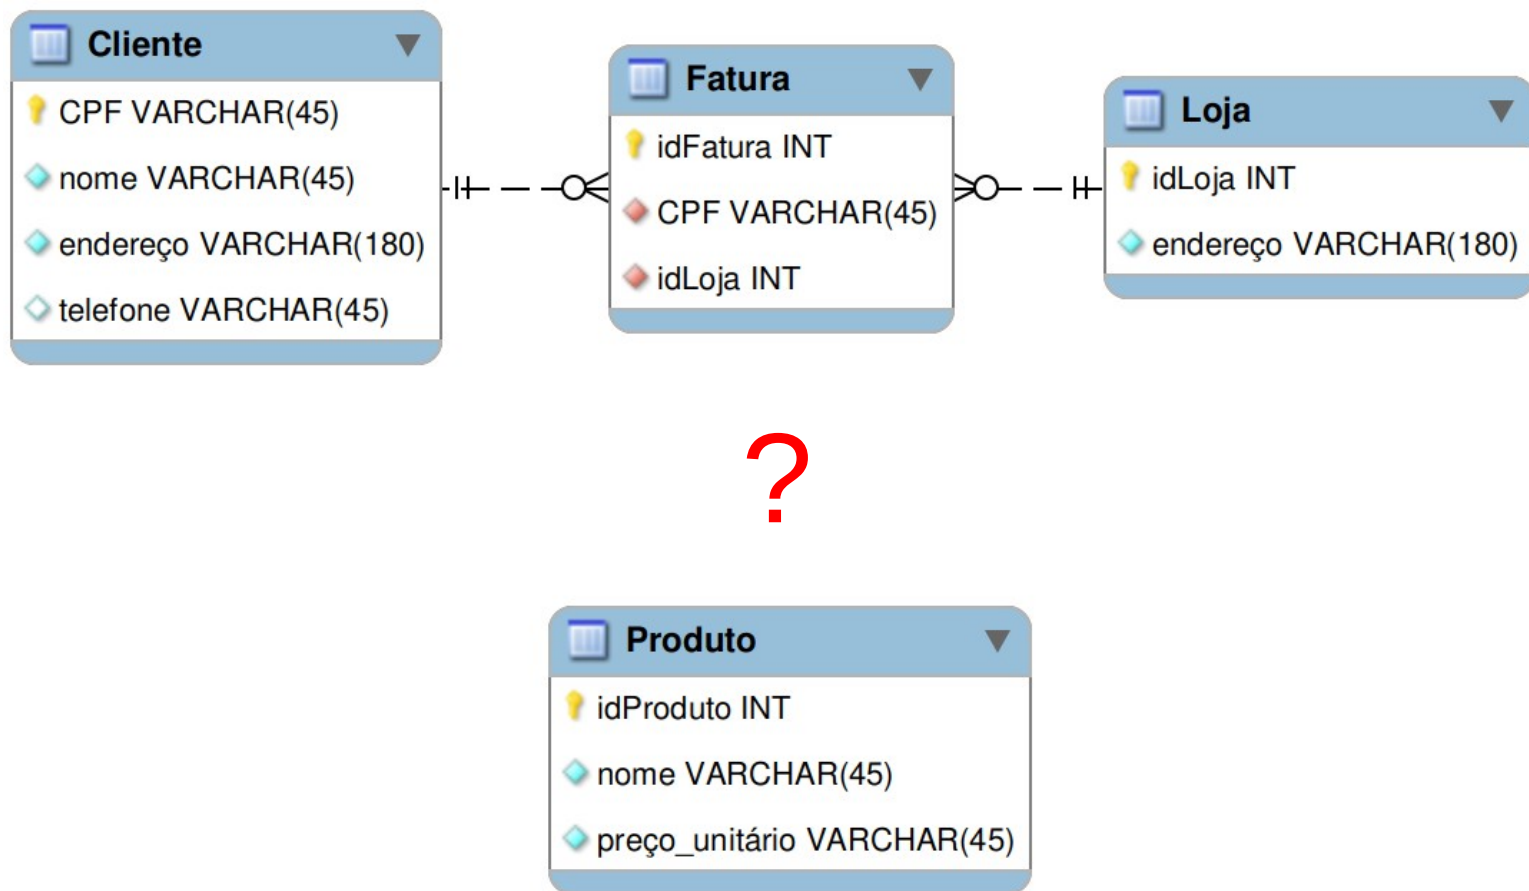 Cliente
CPF VARCHAR(45)
nome VARCHAR(45)
endereço VARCHAR(180)
telefone VARCHAR(45)
Fatura
idFatura INT
CPF VARCHAR(45)
idLoja INT
Loja
idLoja INT
endereço VARCHAR(180)
?
Produto
idProduto INT
nome VARCHAR(45)
preço_unitário VARCHAR(45)